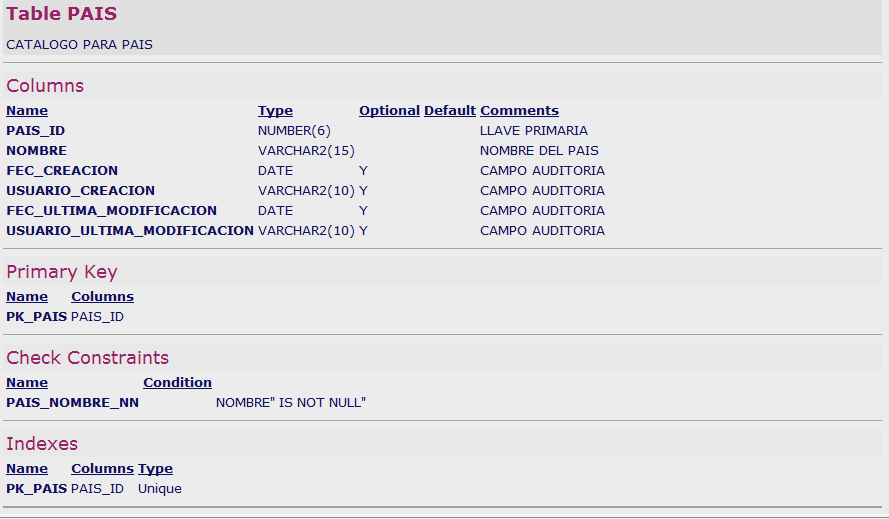 Table PAIS
CATALOGO PARA PAIS
Columns
Name Type Optional Default Comments
PAIS_ID NUMBER(6) LLAVE PRIMARIA
NOMBRE VARCHAR2(15) NOMBRE DEL PAIS
FEC_CREACION DATE Y CAMPO AUDITORIA
USUARIO_CREACION VARCHAR2(10) Y CAMPO AUDITORIA
FEC_ULTIMA_MODIFICACION DATE Y CAMPO AUDITORIA
USUARIO_ULTIMA_MODIFICACION VARCHAR2(10) Y CAMPO AUDITORIA
Primary Key
Name Columns
PK_PAIS PAIS_ID
Check Constraints
Name Condition
PAIS_NOMBRE_NN NOMBRE" IS NOT NULL"
Indexes
Name Columns Type
PK_PAIS PAIS_ID Unique